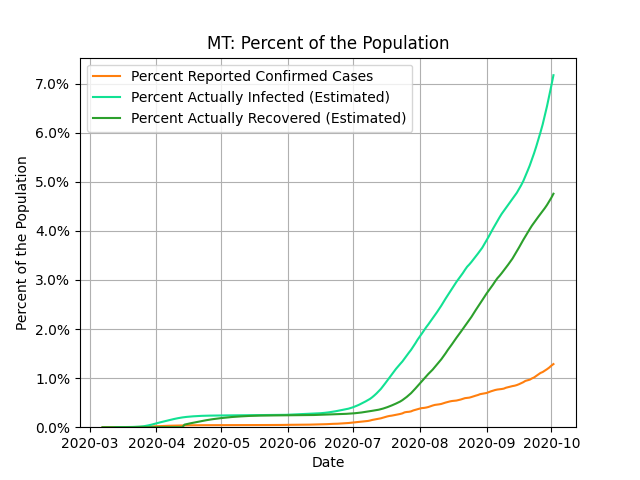 MT: Percent of the Population
Percent Reported Confirmed Cases
Percent Actually Infected (Estimated)
Percent Actually Recovered (Estimated)
Percent of the Population
7.0%
6.0%
5.0%
4.0%
3.0%
2.0%
1.0%
0.0%
2020-03 2020-04 2020-05 2020-06 2020-07 2020-08 2020-09 2020-10
Date